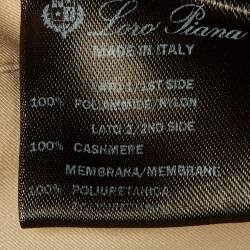 Loro Piana
MADE IN ITALY
LATO 1/1ST SIDE
100% POLIAMMIDE/NYLON
LATO 2/2ND SIDE
100% CASHMERE
MEMBRANA/MEMBRANE
100% POLIURETANICA